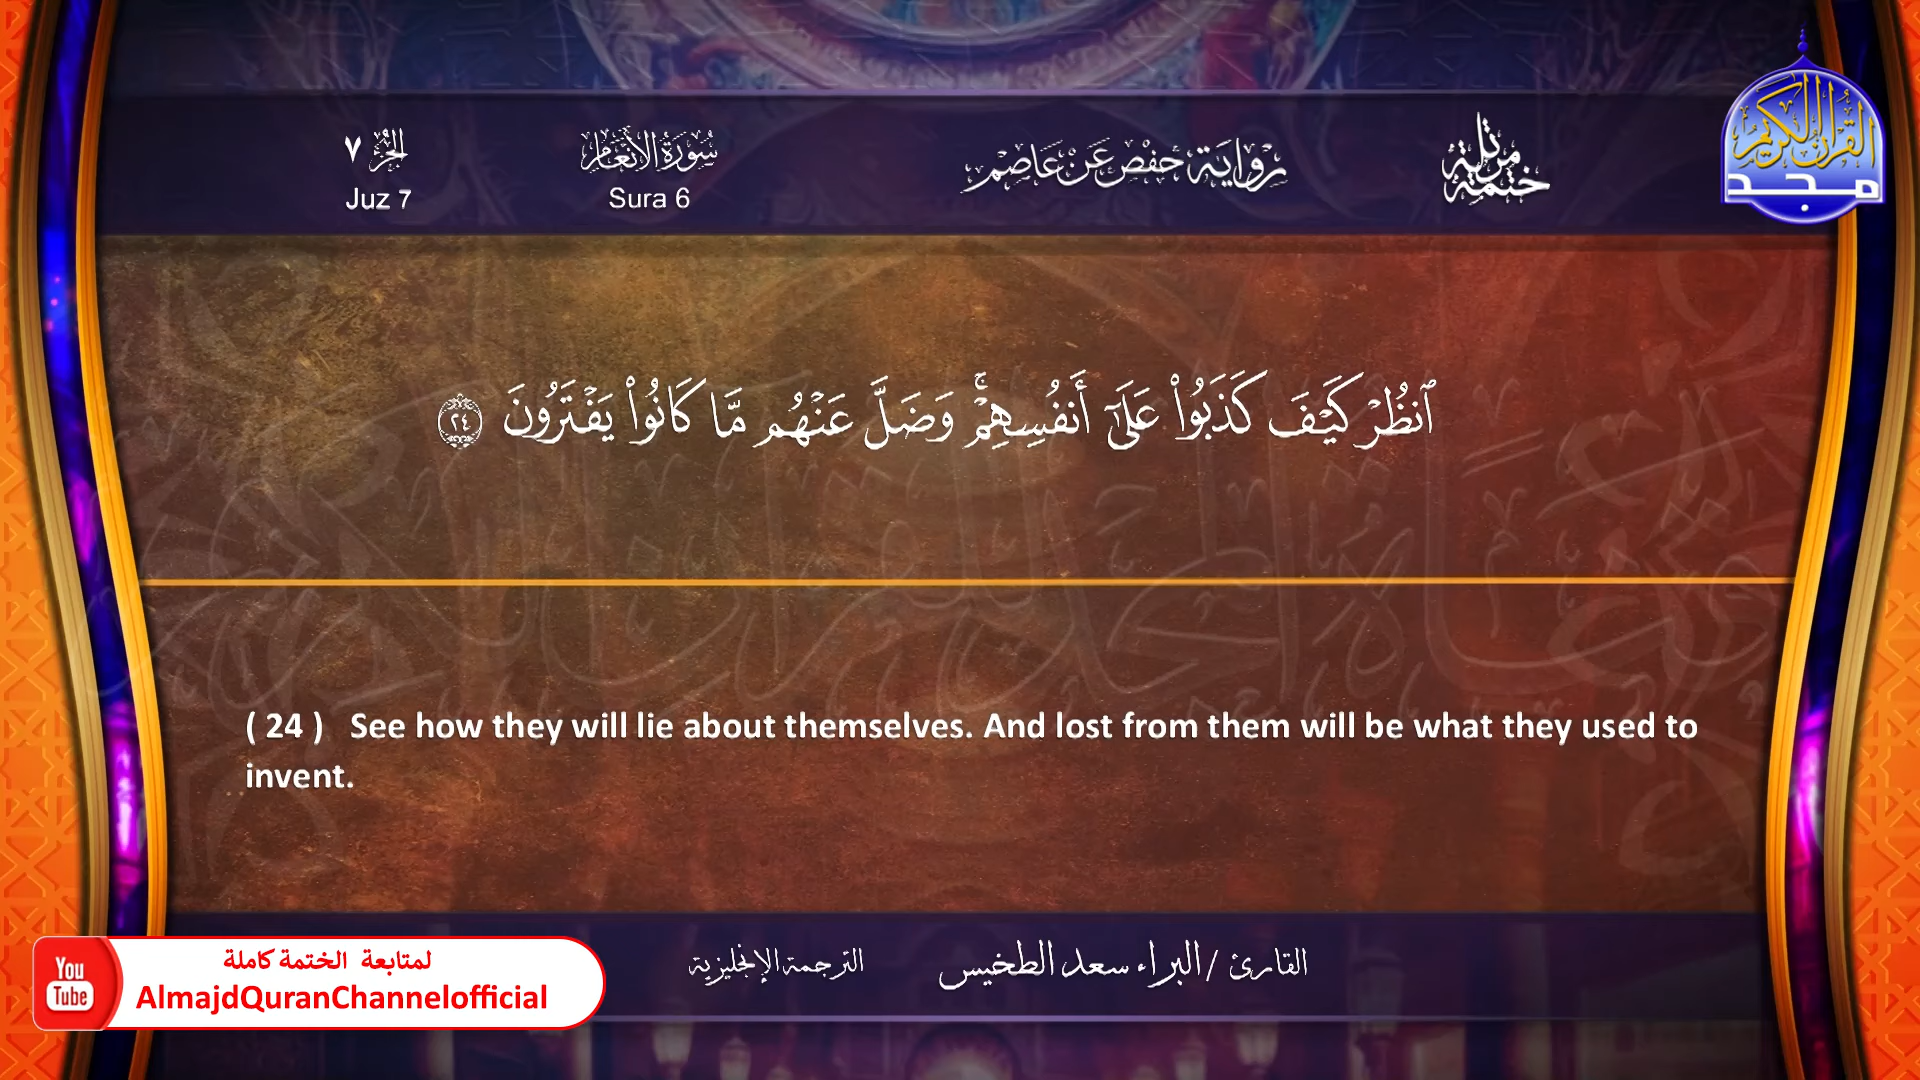 الجزء ٧
Juz 7
سورة الأنعام
Sura 6
رواية حفص عن عاصم
ختمة مرتلة
القرآن الكريم
مجد
ٱنظُرۡ كَيۡفَ كَذَبُواْ عَلَىٰٓ أَنفُسِهِمۡۚ وَضَلَّ عَنۡهُم مَّا كَانُواْ يَفۡتَرُونَ ٢٤
( 24 ) See how they will lie about themselves. And lost from them will be what they used to
invent.
القارئ / البراء سعد الطخيس
الترجمة الإنجليزية
You
Tube
لمتابعة الختمة كاملة
AlmajdQuranChannelofficial